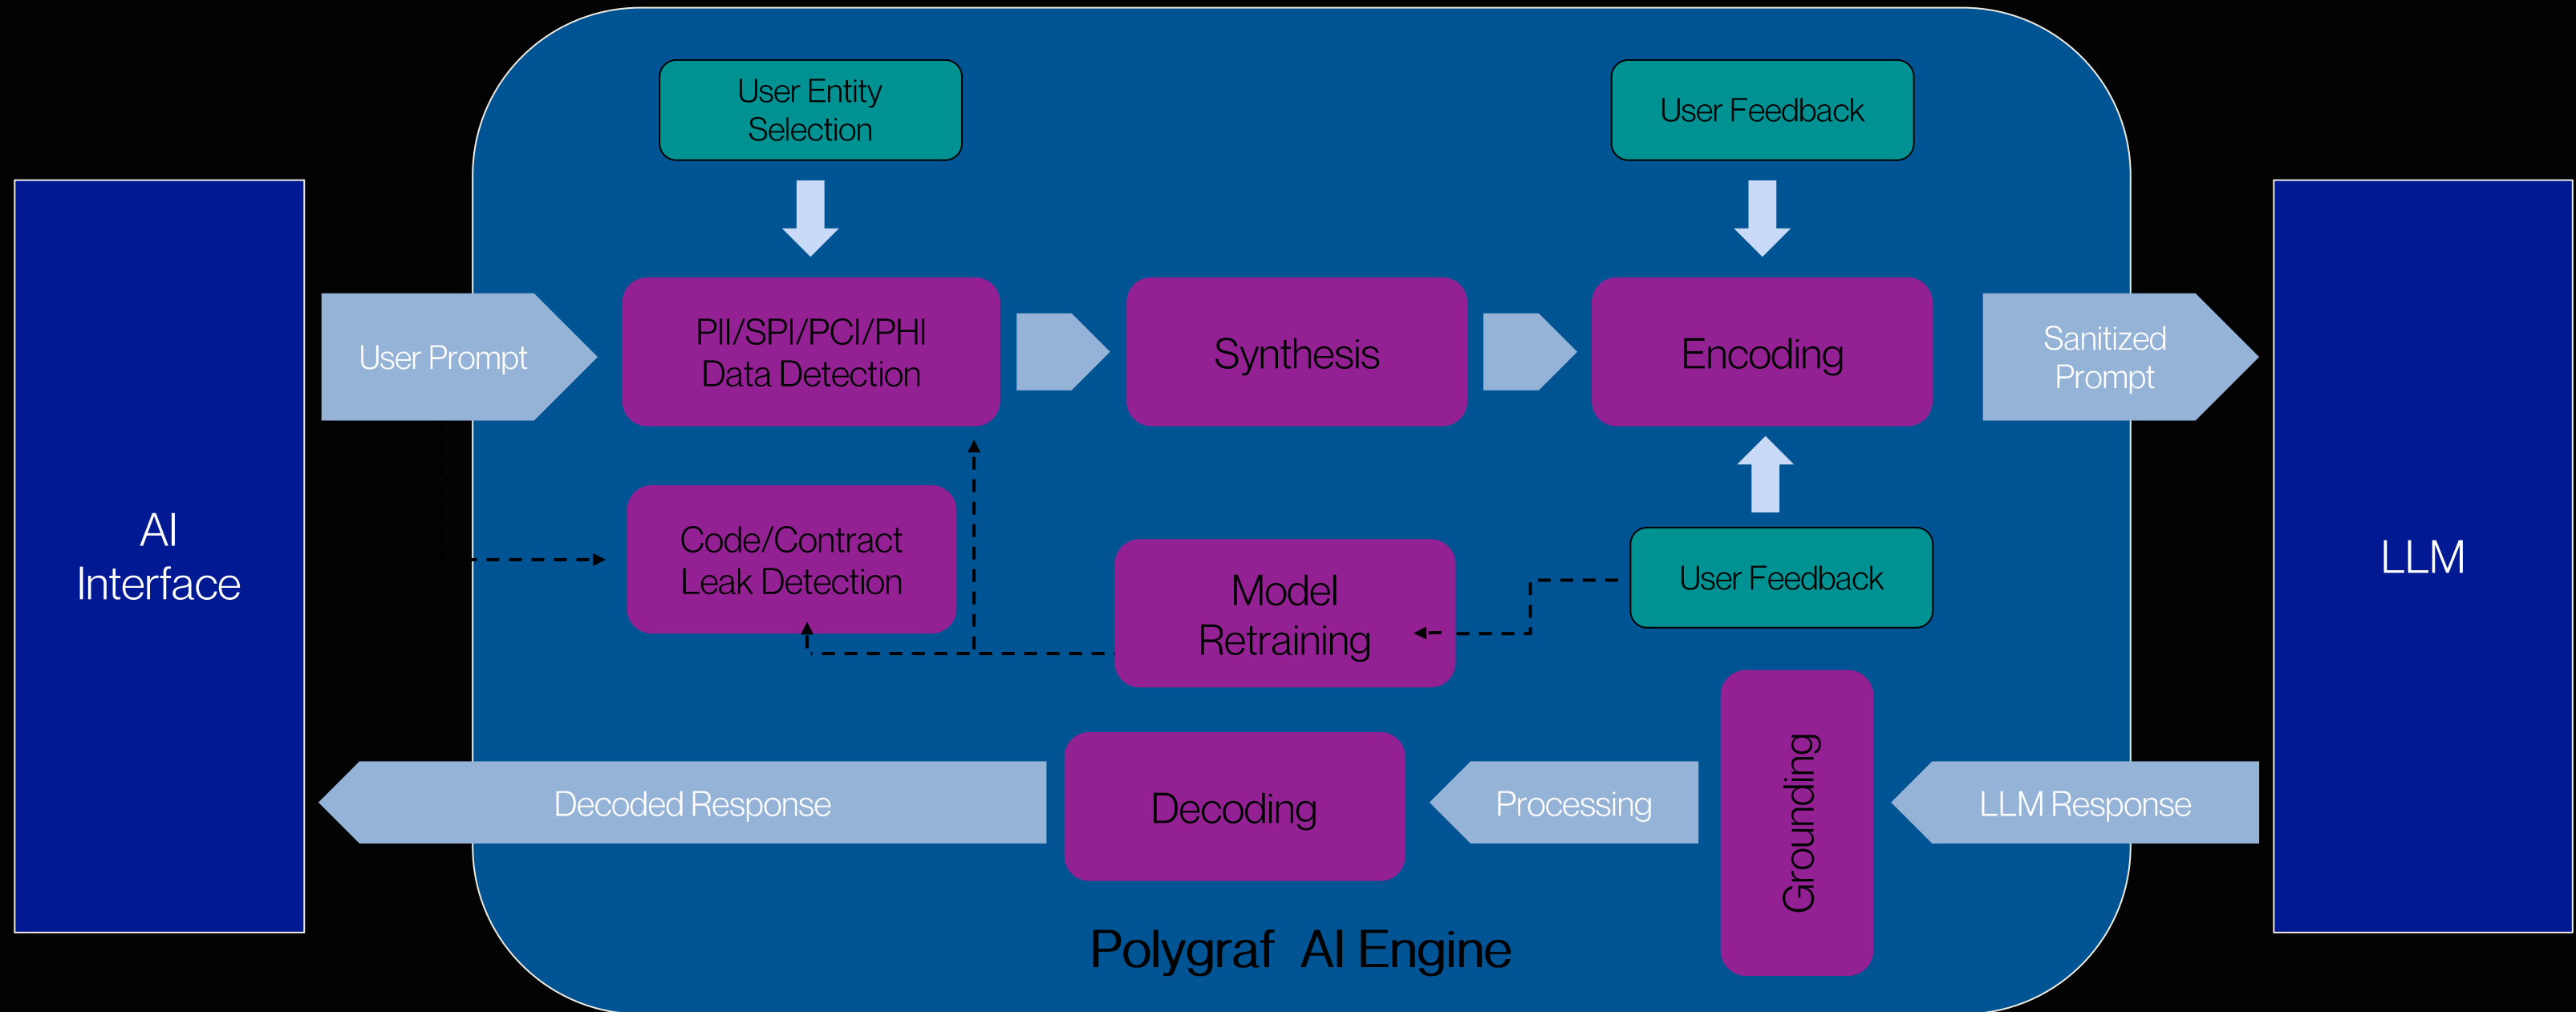 User Entity
Selection
User Feedback
AI
Interface
User Prompt
PII/SPI/PCI/PHI
Data Detection
Synthesis
Encoding
Sanitized
Prompt
LLM
Code/Contract
Leak Detection
Model
Retraining
User Feedback
Decoded Response
Decoding
Processing
Grounding
LLM Response
Polygraf AI Engine